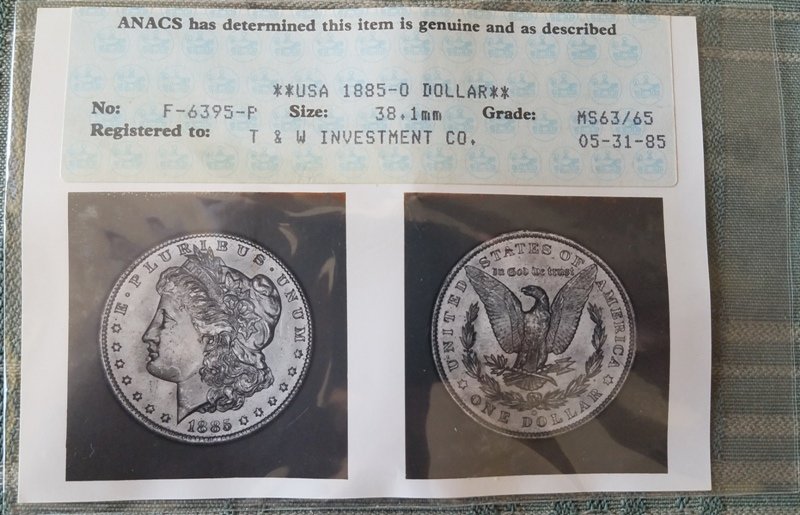 ANACS has determined this item is genuine and as described
**USA 1885-O DOLLAR**
No: F-6395-P Size: 38.1mm Grade: MS63/65
Registered to: T & W INVESTMENT CO. 05-31-85
E·PLURIBUS·UNUM
1885
UNITED STATES OF AMERICA
In God we trust
O
ONE DOLLAR